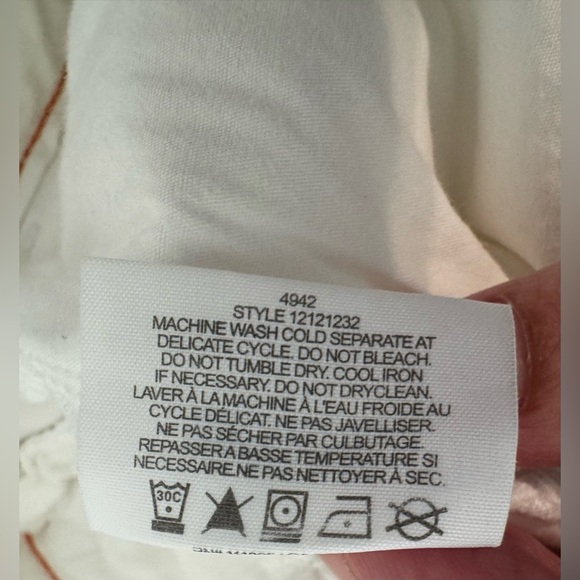 4942
STYLE 12121232
MACHINE WASH COLD SEPARATE AT
DELICATE CYCLE. DO NOT BLEACH.
DO NOT TUMBLE DRY. COOL IRON
IF NECESSARY. DO NOT DRYCLEAN.
LAVER À LA MACHINE À L'EAU FROIDE AU
CYCLE DÉLICAT. NE PAS JAVELLISER.
NE PAS SÉCHER PAR CULBUTAGE.
REPASSER A BASSE TEMPERATURE SI
NECESSAIRE.NE PAS NETTOYER À SEC.
30C